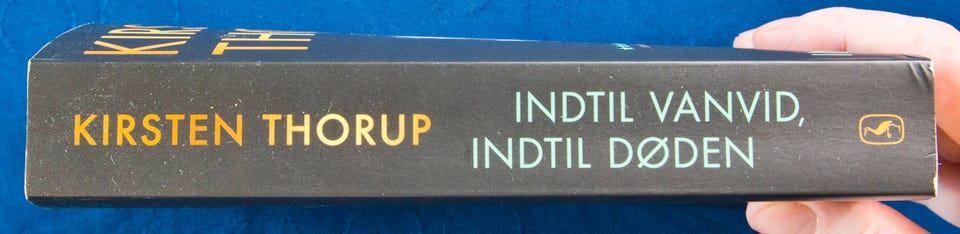 KIRSTEN THORUP
INDTIL VANVID,
INDTIL DØDEN